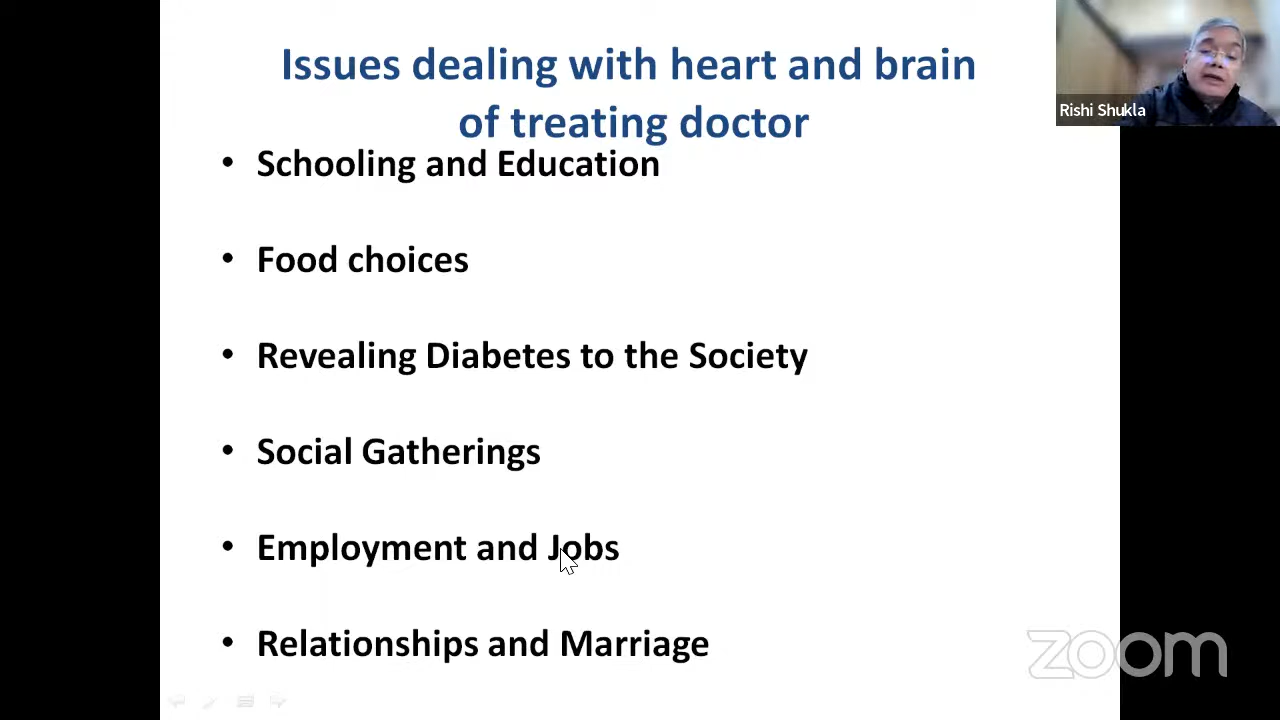 Issues dealing with heart and brain
of treating doctor
Rishi Shukla
• Schooling and Education
• Food choices
• Revealing Diabetes to the Society
• Social Gatherings
• Employment and Jobs
• Relationships and Marriage
zoom